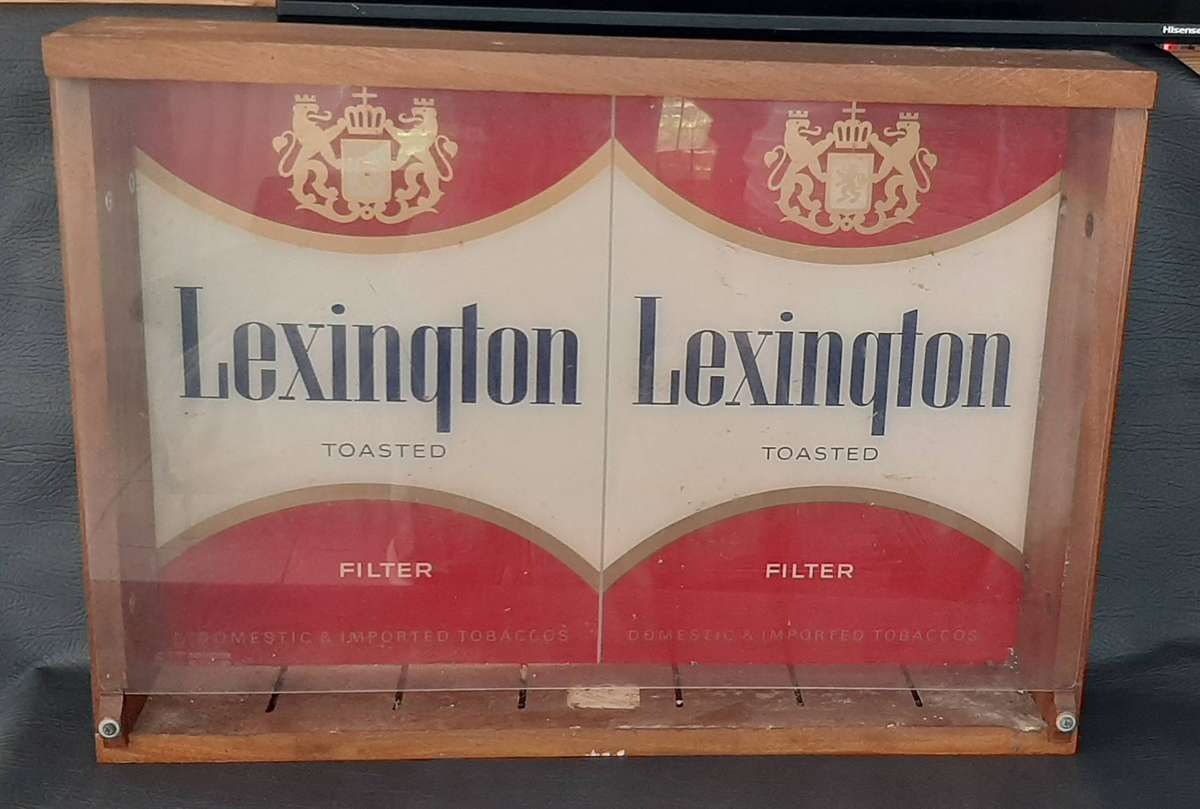 Hisense
Lexington Lexington
TOASTED TOASTED
FILTER FILTER
DOMESTIC & IMPORTED TOBACCOS DOMESTIC & IMPORTED TOBACCOS